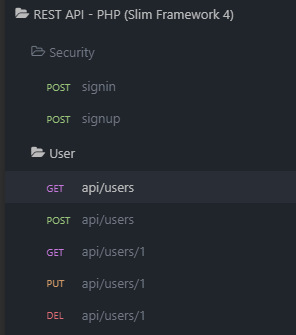 REST API - PHP (Slim Framework 4)
Security
POST signin
POST signup
User
GET api/users
POST api/users
GET api/users/1
PUT api/users/1
DEL api/users/1